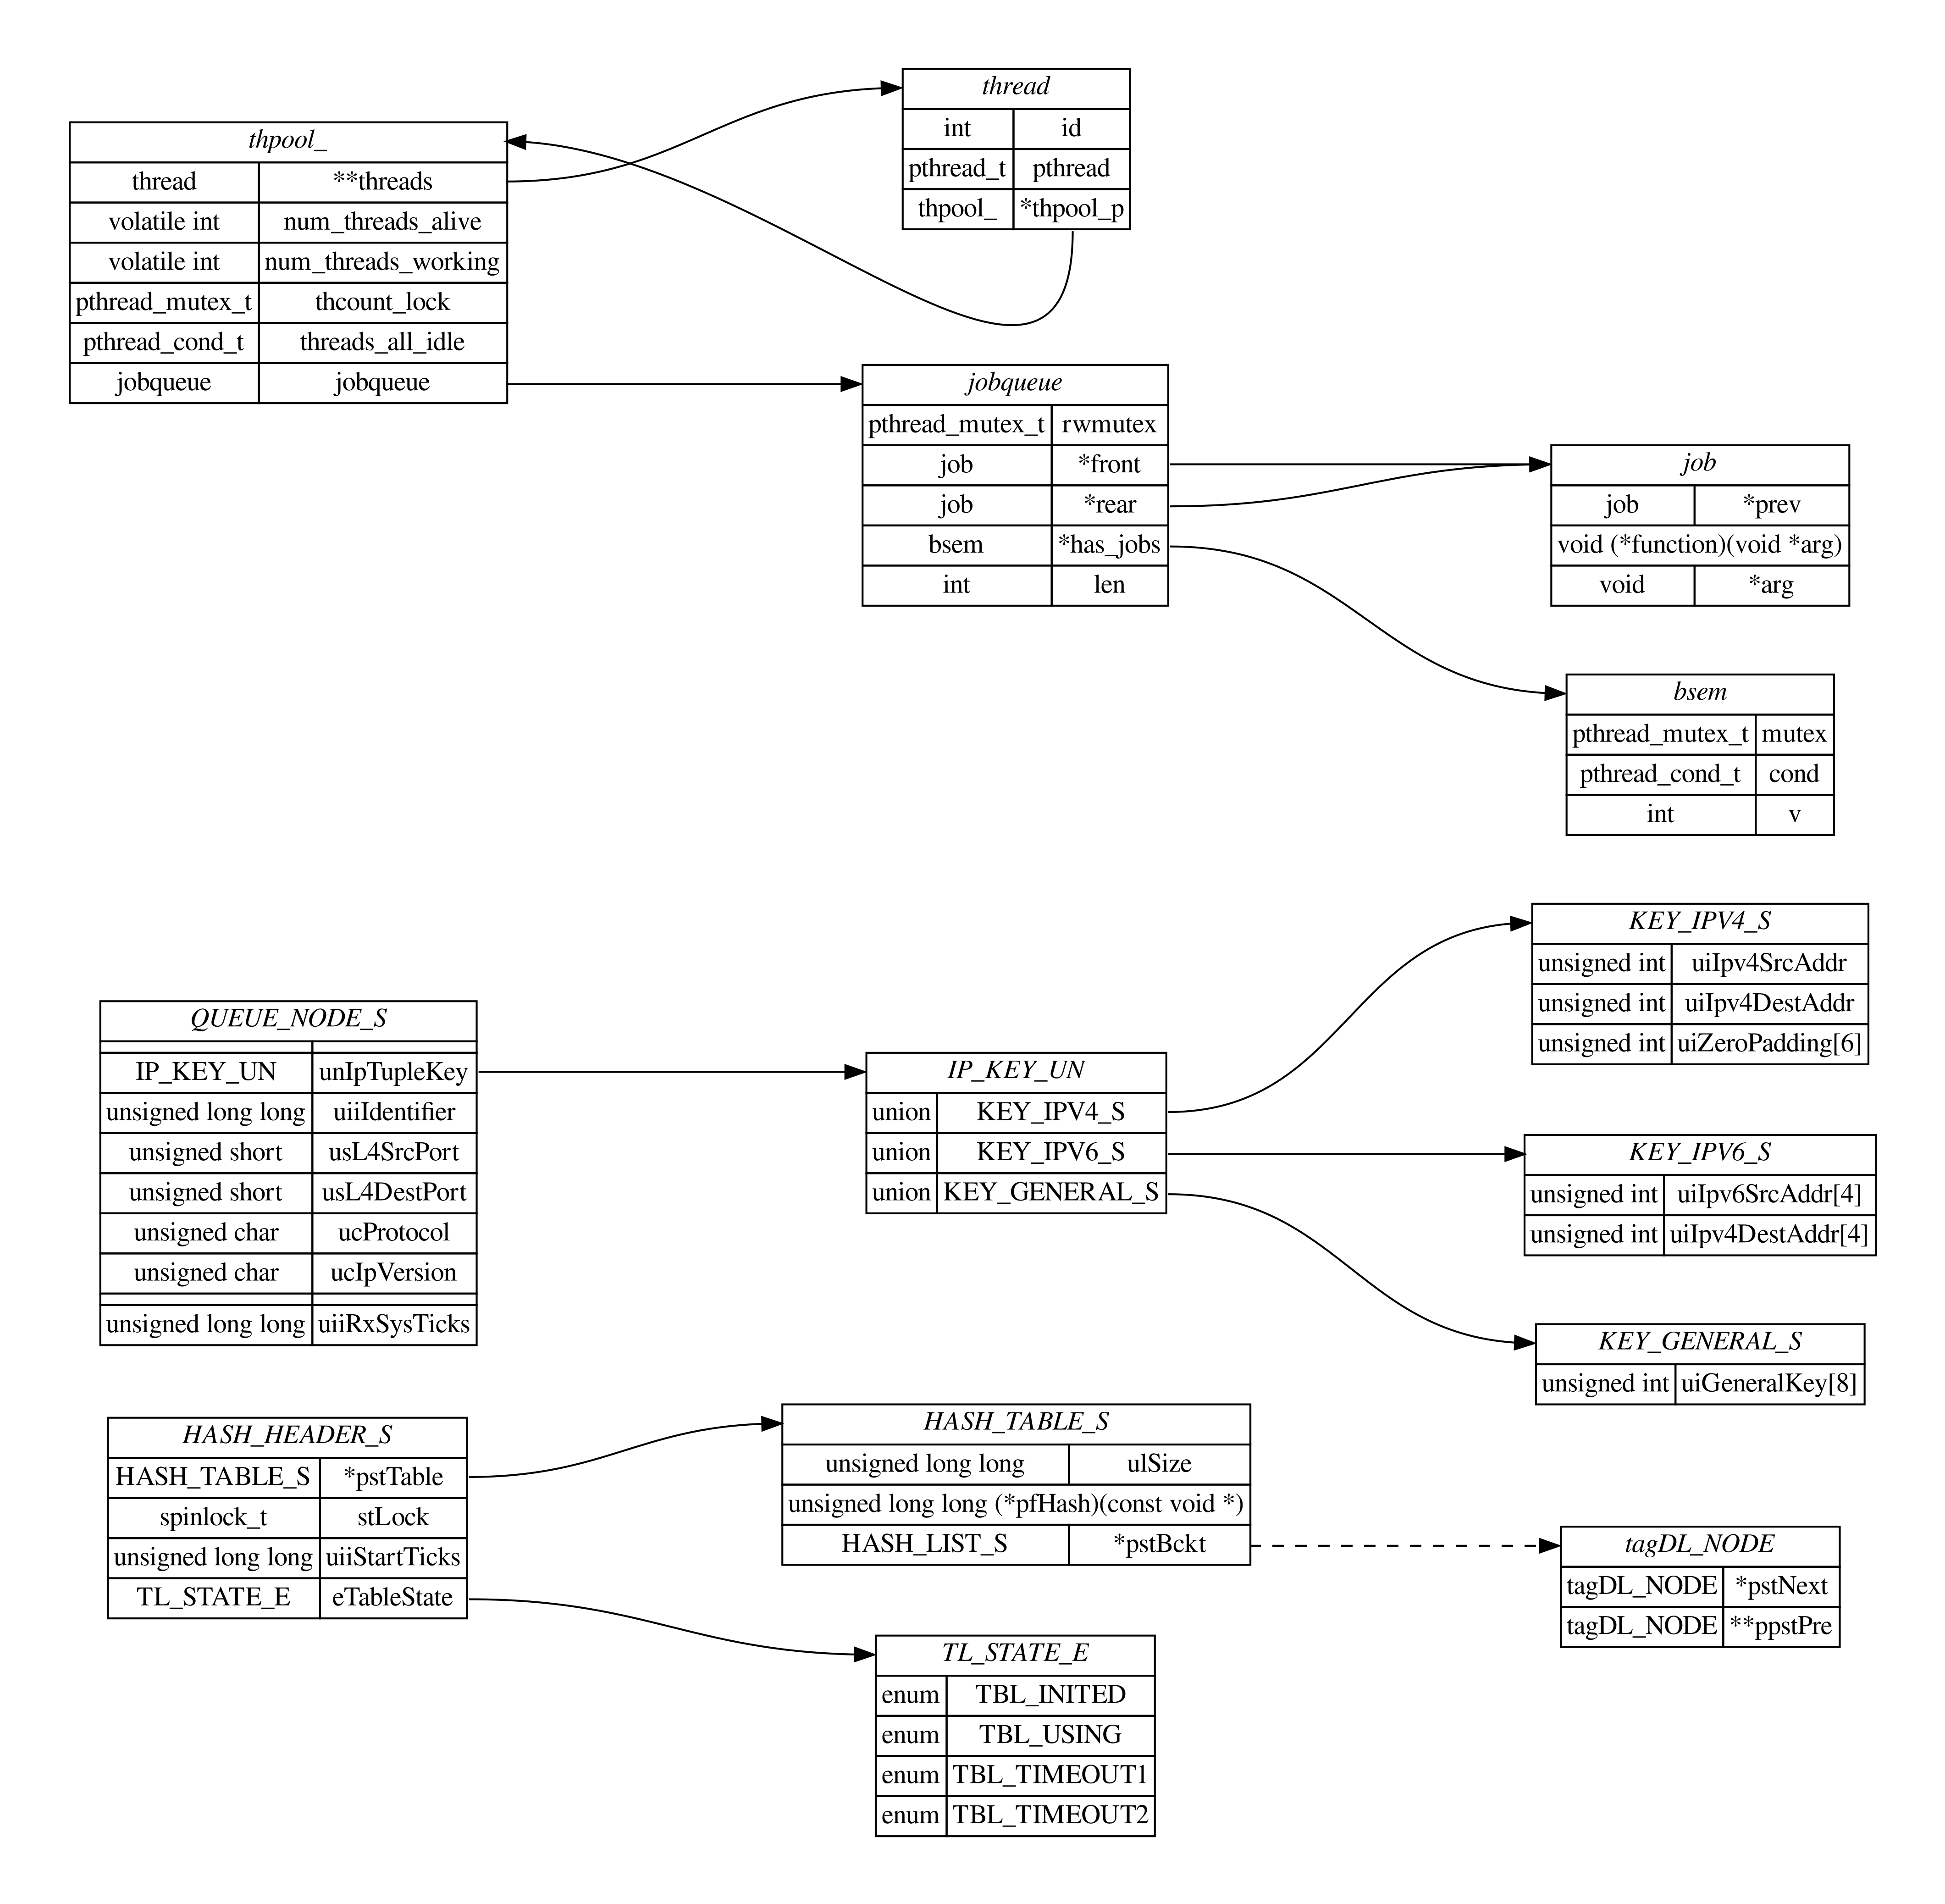 thpool_
thread **threads
volatile int num_threads_alive
volatile int num_threads_working
pthread_mutex_t thcount_lock
pthread_cond_t threads_all_idle
jobqueue jobqueue
thread
int id
pthread_t pthread
thpool_ *thpool_p
jobqueue
pthread_mutex_t rwmutex
job *front
job *rear
bsem *has_jobs
int len
job
job *prev
void (*function)(void *arg)
void *arg
bsem
pthread_mutex_t mutex
pthread_cond_t cond
int v
QUEUE_NODE_S
IP_KEY_UN unIpTupleKey
unsigned long long uiiIdentifier
unsigned short usL4SrcPort
unsigned short usL4DestPort
unsigned char ucProtocol
unsigned char ucIpVersion
unsigned long long uiiRxSysTicks
IP_KEY_UN
union KEY_IPV4_S
union KEY_IPV6_S
union KEY_GENERAL_S
KEY_IPV4_S
unsigned int uiIpv4SrcAddr
unsigned int uiIpv4DestAddr
unsigned int uiZeroPadding[6]
KEY_IPV6_S
unsigned int uiIpv6SrcAddr[4]
unsigned int uiIpv4DestAddr[4]
KEY_GENERAL_S
unsigned int uiGeneralKey[8]
HASH_HEADER_S
HASH_TABLE_S *pstTable
spinlock_t stLock
unsigned long long uiiStartTicks
TL_STATE_E eTableState
HASH_TABLE_S
unsigned long long ulSize
unsigned long long (*pfHash)(const void *)
HASH_LIST_S *pstBckt
tagDL_NODE
tagDL_NODE *pstNext
tagDL_NODE **ppstPre
TL_STATE_E
enum TBL_INITED
enum TBL_USING
enum TBL_TIMEOUT1
enum TBL_TIMEOUT2